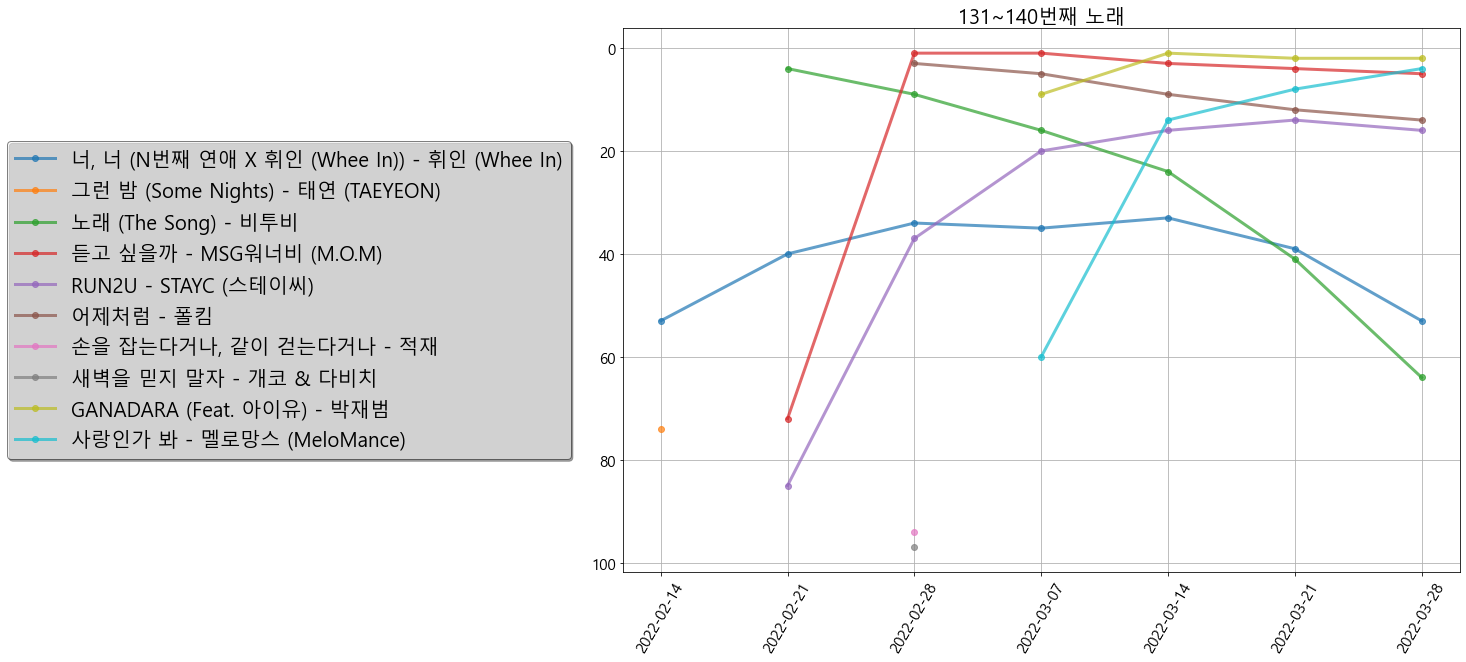 131~140번째 노래
너, 너 (N번째 연애 X 휘인 (Whee In)) - 휘인 (Whee In)
그런 밤 (Some Nights) - 태연 (TAEYEON)
노래 (The Song) - 비투비
듣고 싶을까 - MSG워너비 (M.O.M)
RUN2U - STAYC (스테이씨)
어제처럼 - 폴킴
손을 잡는다거나, 같이 걷는다거나 - 적재
새벽을 믿지 말자 - 개코 & 다비치
GANADARA (Feat. 아이유) - 박재범
사랑인가 봐 - 멜로망스 (MeloMance)
0
20
40
60
80
100
2022-02-14
2022-02-21
2022-02-28
2022-03-07
2022-03-14
2022-03-21
2022-03-28